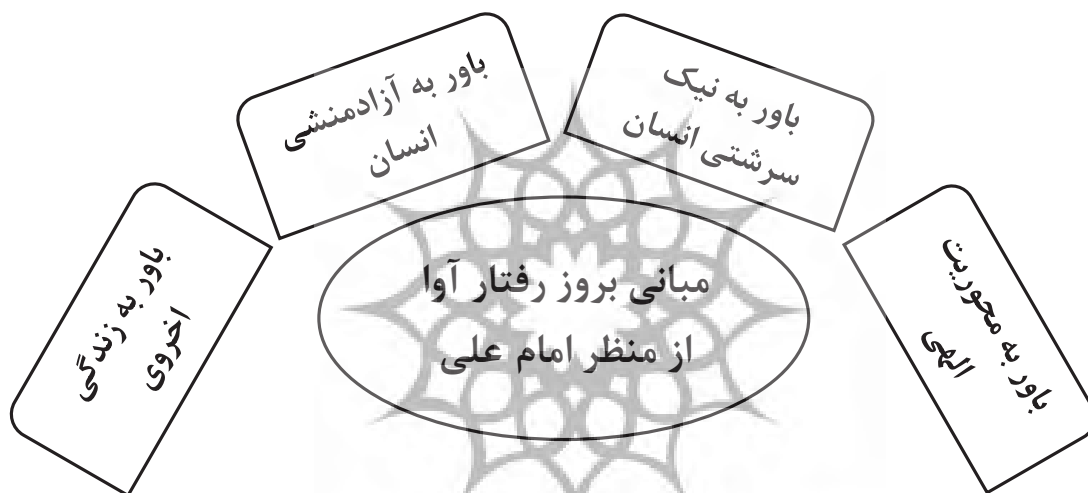 باور به محوریت
الهی
باور به نیک
سرشتی انسان
باور به آزادمنشی
انسان
باور به زندگی
اخروی
مبانی بروز رفتار آوا
از منظر امام علی